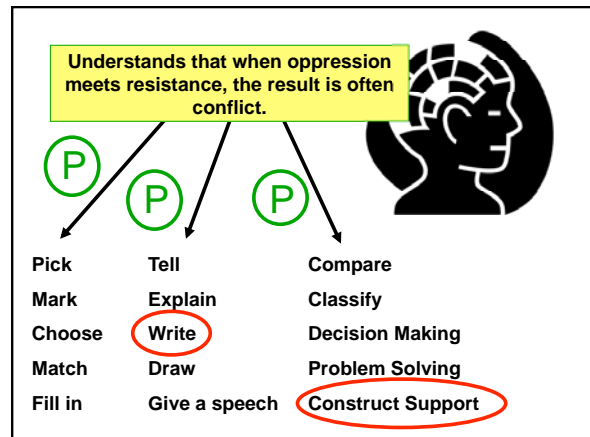 Understands that when oppression
meets resistance, the result is often
conflict.
P
P
P
Pick Tell Compare
Mark Explain Classify
Choose Write Decision Making
Match Draw Problem Solving
Fill in Give a speech Construct Support